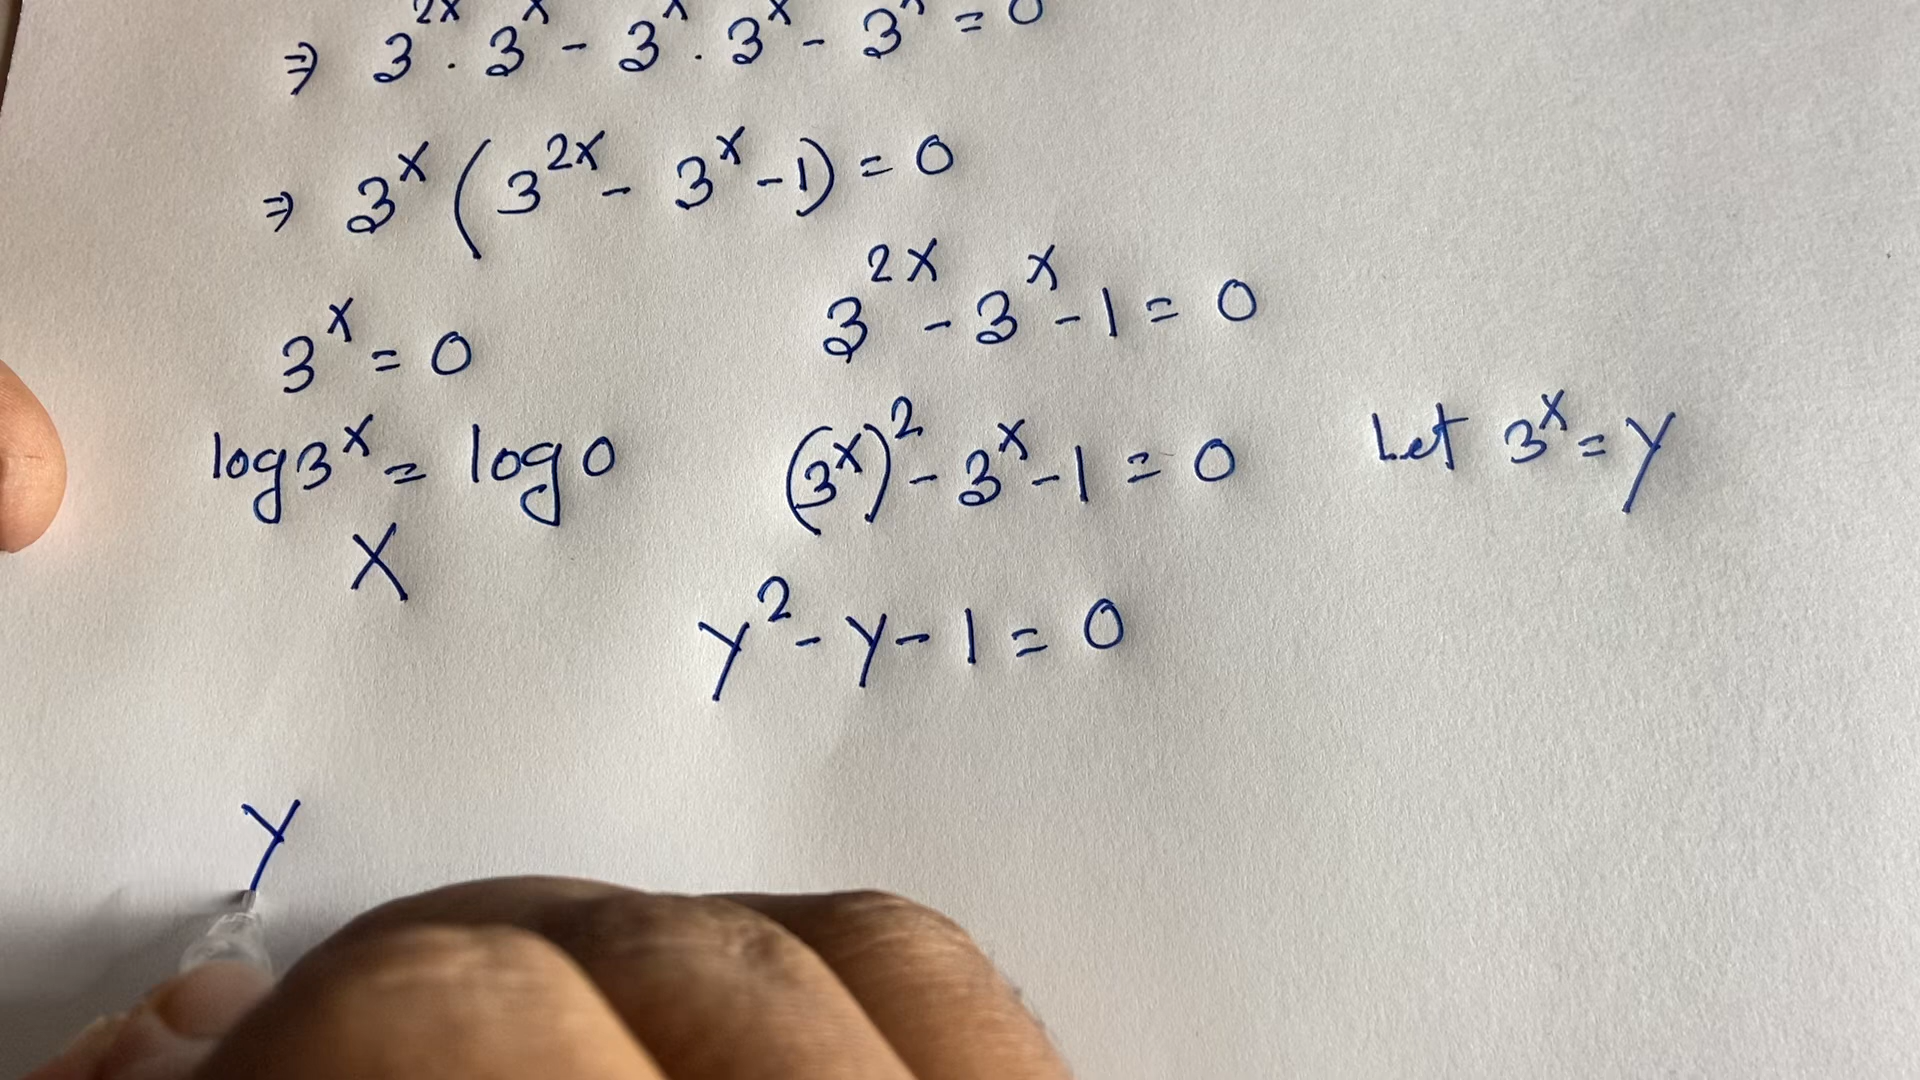 ⇒ 3^2x . 3^x - 3^x . 3^x - 3^x = 0
⇒ 3^x (3^2x - 3^x - 1) = 0
3^x = 0
3^2x - 3^x - 1 = 0
log 3^x = log 0
(3^x)^2 - 3^x - 1 = 0
Let 3^x = y
X
y^2 - y - 1 = 0
y